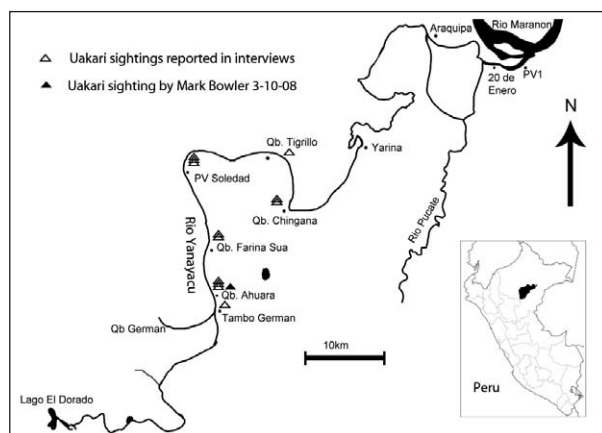 Uakari sightings reported in interviews
Uakari sighting by Mark Bowler 3-10-08
Araquipa
Rio Maranon
20 de
Enero
PV1
N
Qb. Tigrillo
Yarina
PV Soledad
Qb. Chingana
Rio Pucate
Rio Yanayacu
Qb. Farina Sua
Qb. Ahuara
Tambo German
Qb German
10km
Lago El Dorado
Peru